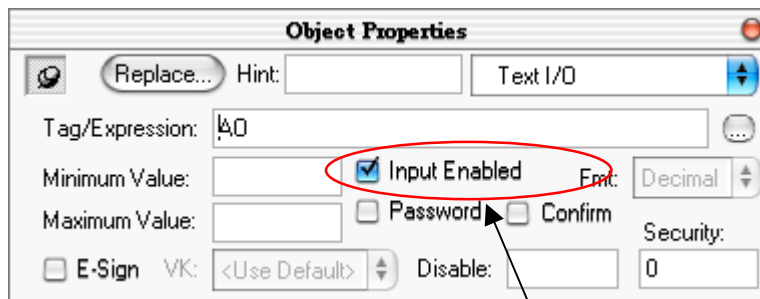 Object Properties
Replace... Hint: Text I/O
Tag/Expression: AO ...
Minimum Value: Input Enabled Fmt: Decimal
Maximum Value: Password Confirm Security:
E-Sign VK: <Use Default> Disable: 0